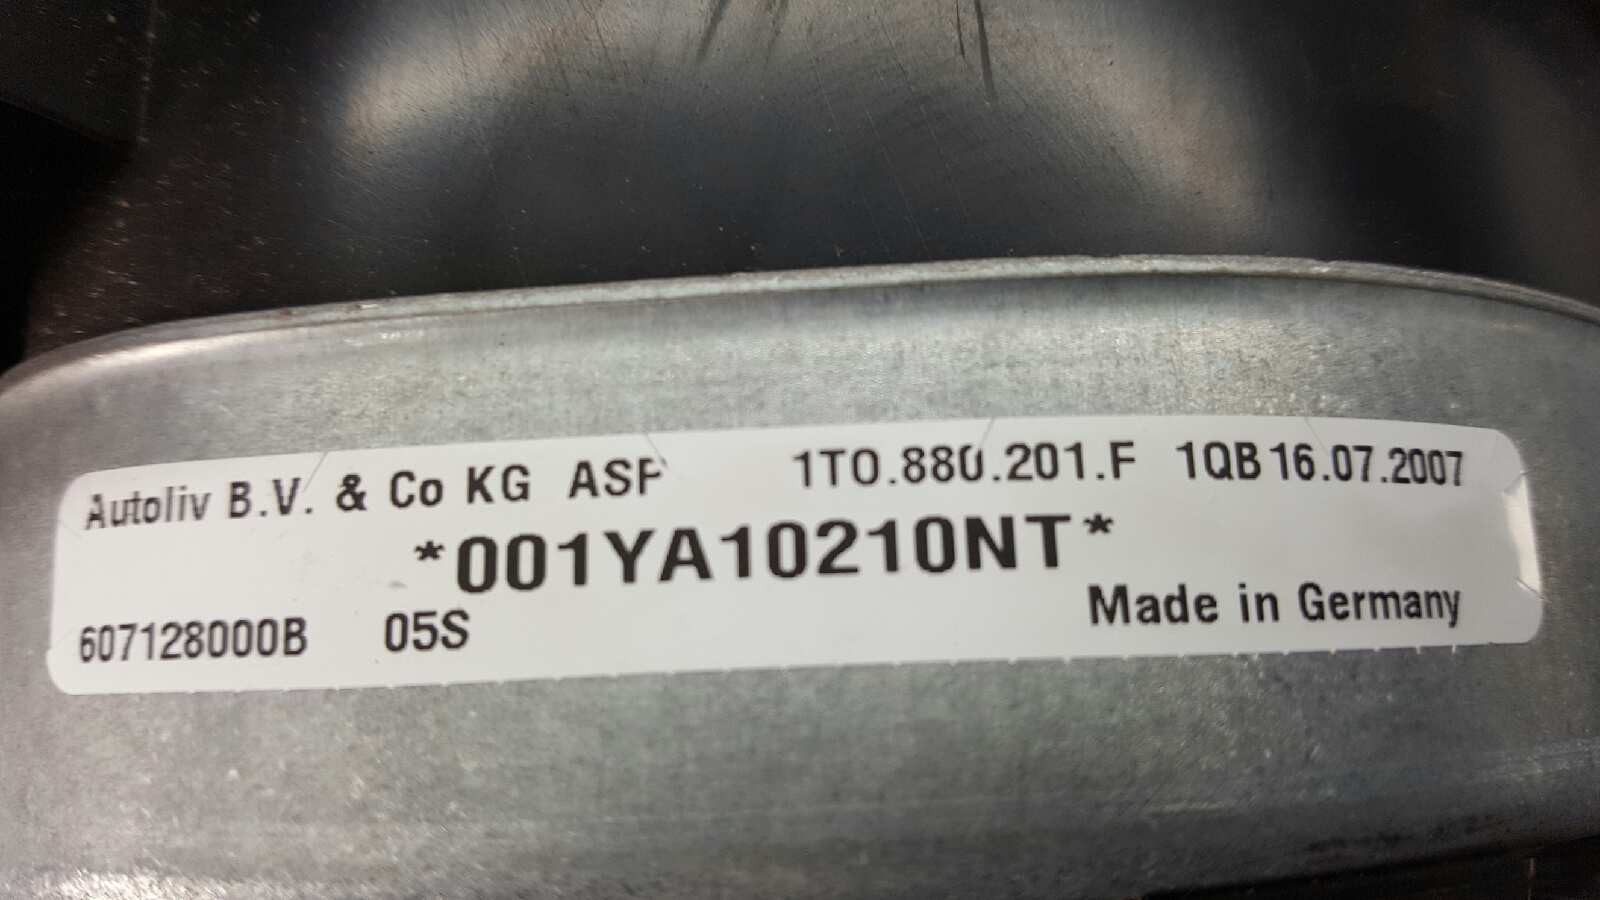 Autoliv B.V. & Co KG ASP 1T0.880.201.F 1QB 16.07.2007
*001YA10210NT*
607128000B 05S Made in Germany